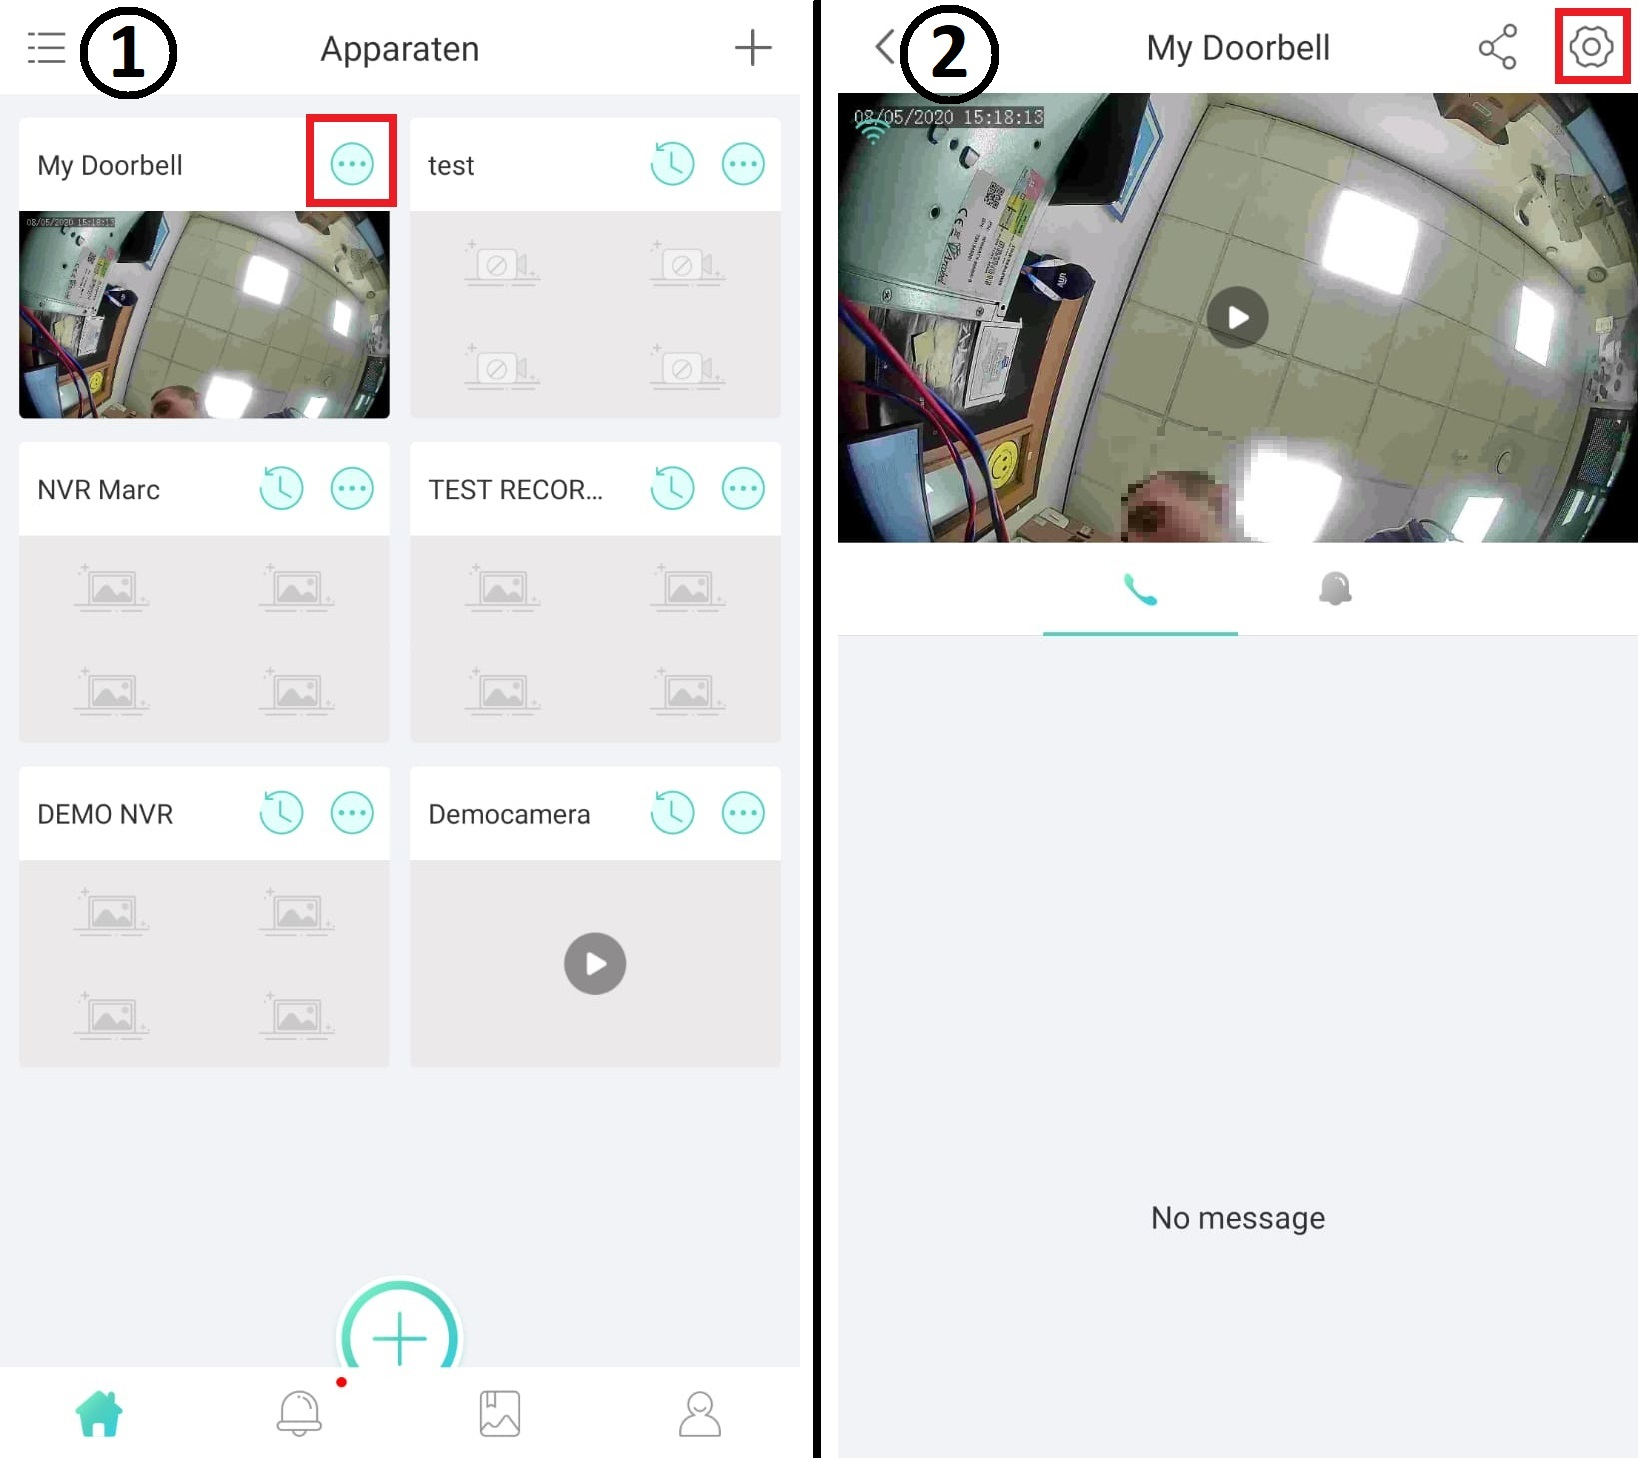 1
Apparaten
My Doorbell
08/05/2020 15:18:13
test
NVR Marc
TEST RECOR...
DEMO NVR
Democamera
2
My Doorbell
08/05/2020 15:18:13
No message